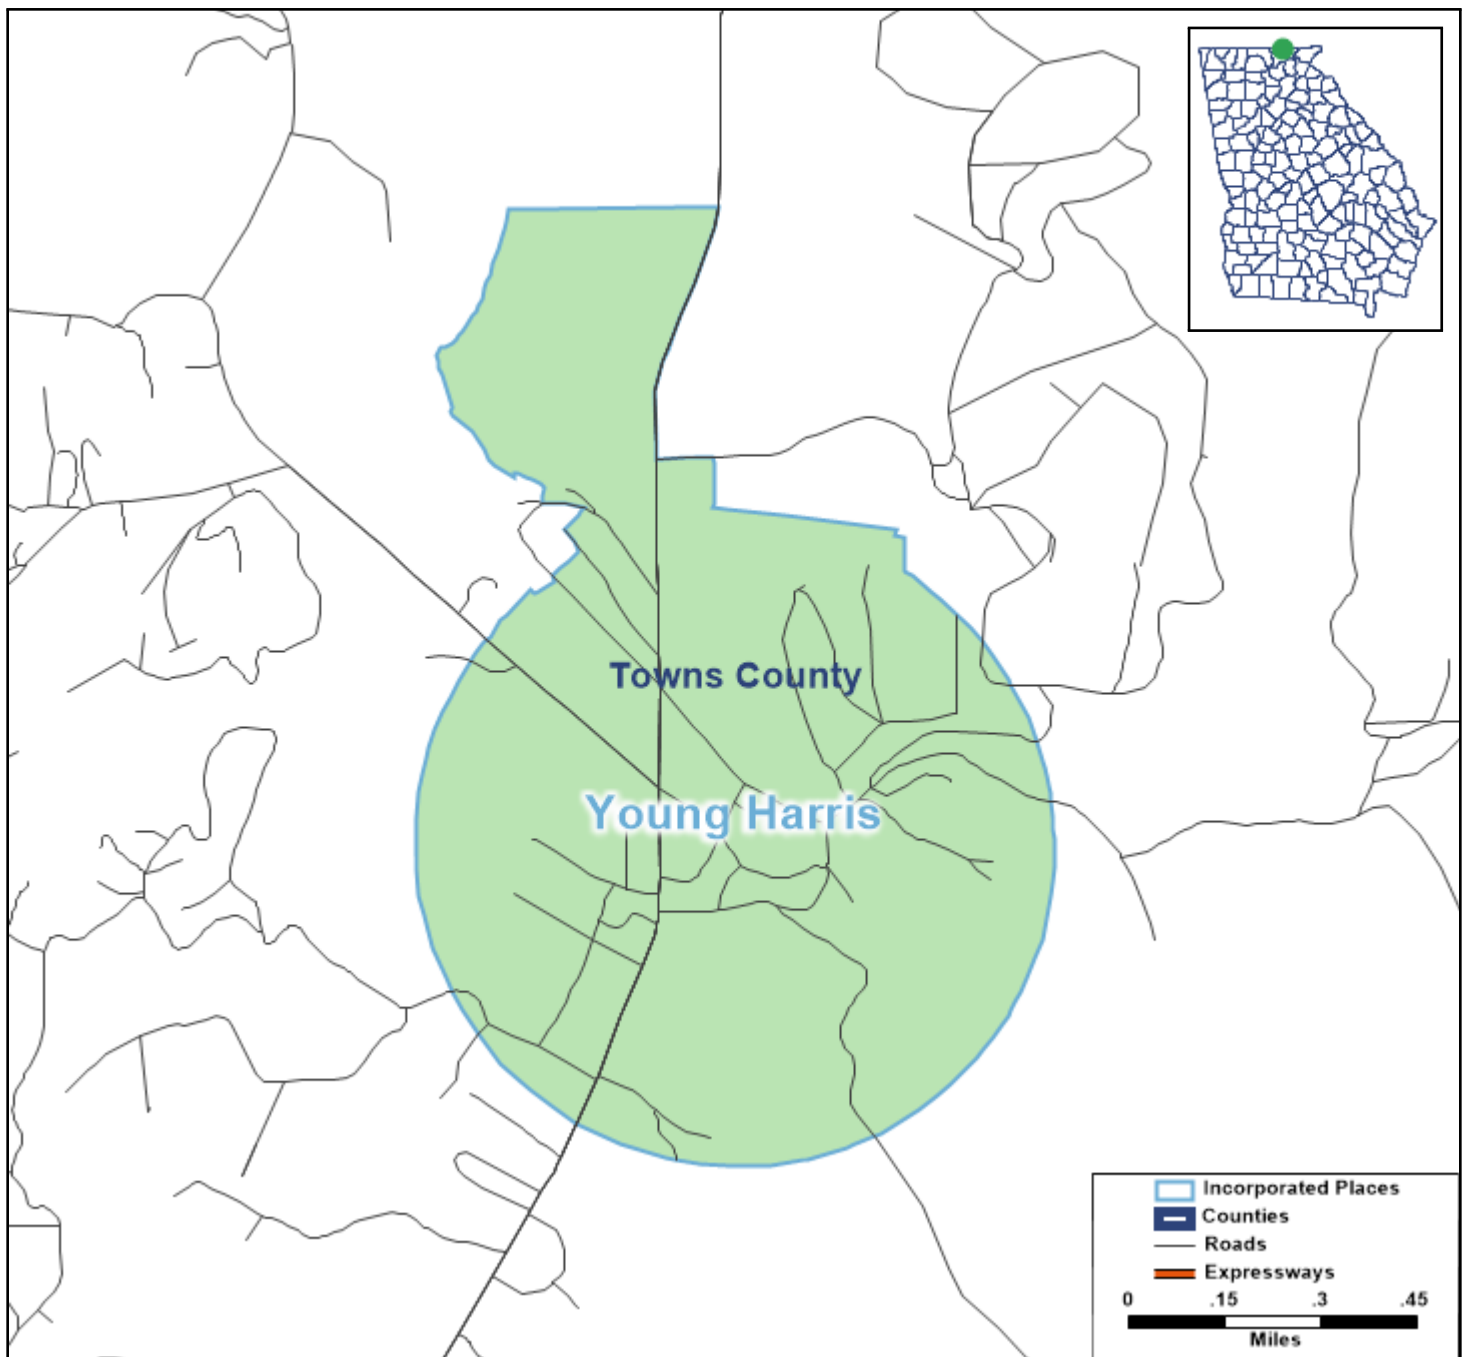 Towns County
Young Harris
Incorporated Places
Counties
Roads
Expressways
0 .15 .3 .45
Miles